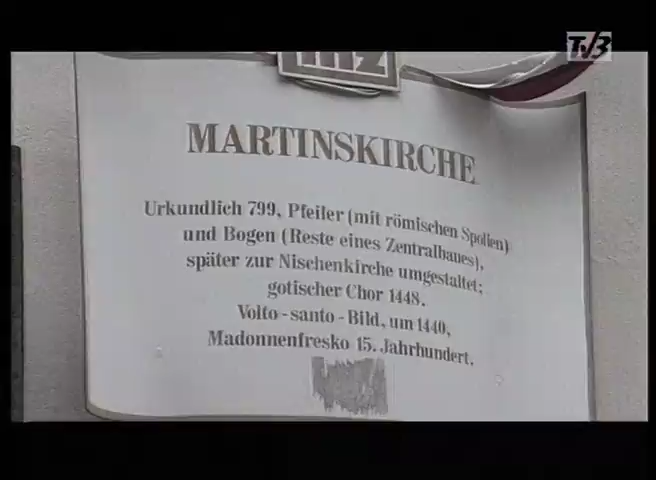 TV3
MARTINSKIRCHE
Urkundlich 799, Pfeiler (mit römischen Spolien)
und Bogen (Reste eines Zentralbaues),
später zur Nischenkirche umgestaltet;
gotischer Chor 1448.
Volto - santo - Bild, um 1440,
Madonnenfresko 15. Jahrhundert.